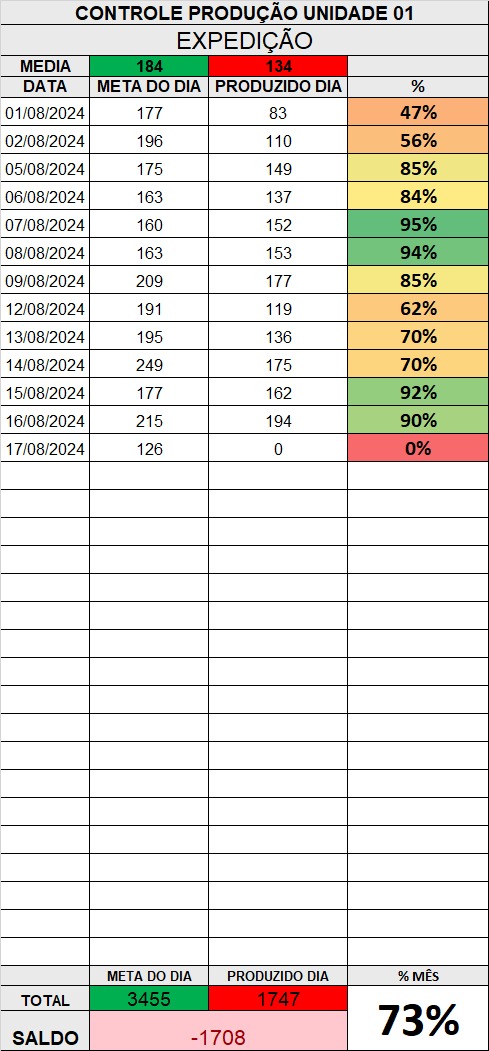 CONTROLE PRODUÇÃO UNIDADE 01
EXPEDIÇÃO
MEDIA 184 134
DATA META DO DIA PRODUZIDO DIA %
01/08/2024 177 83 47%
02/08/2024 196 110 56%
05/08/2024 175 149 85%
06/08/2024 163 137 84%
07/08/2024 160 152 95%
08/08/2024 163 153 94%
09/08/2024 209 177 85%
12/08/2024 191 119 62%
13/08/2024 195 136 70%
14/08/2024 249 175 70%
15/08/2024 177 162 92%
16/08/2024 215 194 90%
17/08/2024 126 0 0%
META DO DIA PRODUZIDO DIA % MÊS
TOTAL 3455 1747 73%
SALDO -1708